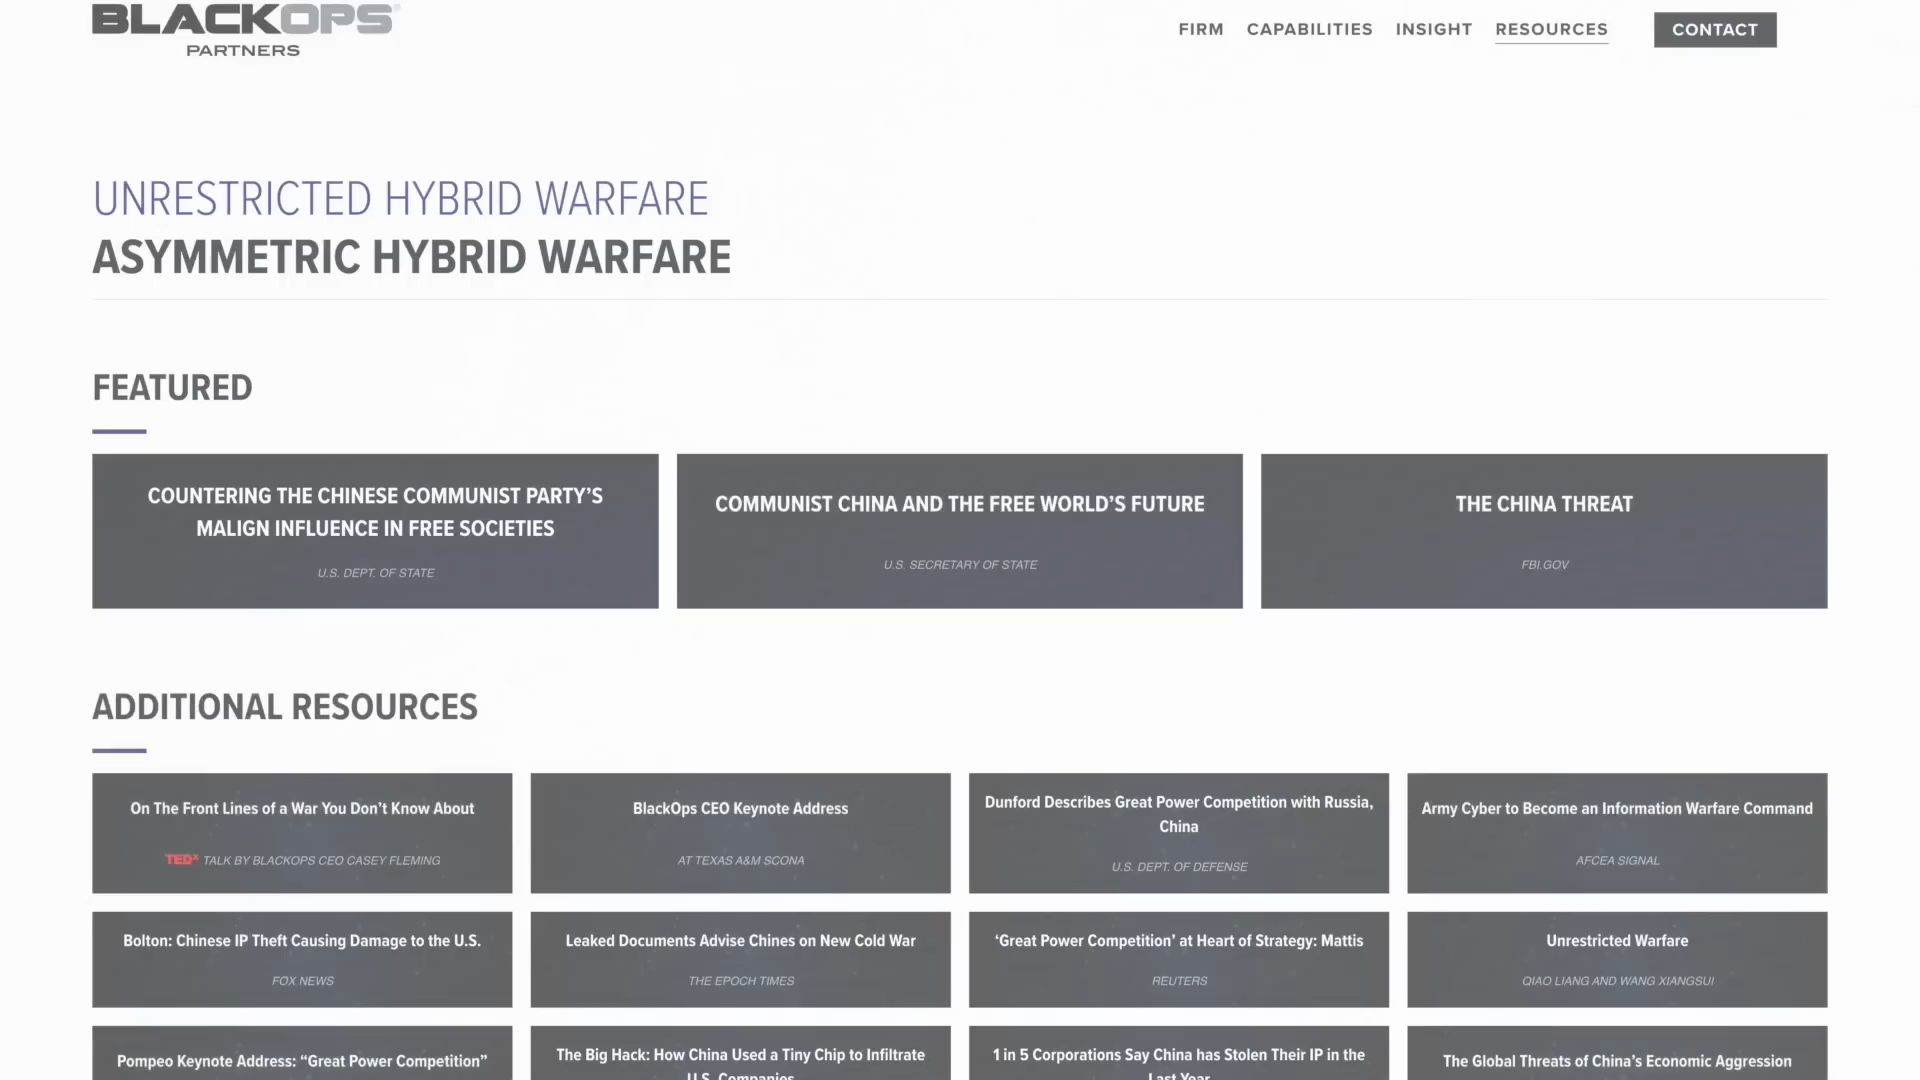 BLACKOPS®
PARTNERS
FIRM CAPABILITIES INSIGHT RESOURCES CONTACT
UNRESTRICTED HYBRID WARFARE
ASYMMETRIC HYBRID WARFARE
FEATURED
COUNTERING THE CHINESE COMMUNIST PARTY’S
MALIGN INFLUENCE IN FREE SOCIETIES
U.S. DEPT. OF STATE
COMMUNIST CHINA AND THE FREE WORLD’S FUTURE
U.S. SECRETARY OF STATE
THE CHINA THREAT
FBI.GOV
ADDITIONAL RESOURCES
On The Front Lines of a War You Don’t Know About
TEDx TALK BY BLACKOPS CEO CASEY FLEMING
BlackOps CEO Keynote Address
AT TEXAS A&M SCONA
Dunford Describes Great Power Competition with Russia,
China
U.S. DEPT. OF DEFENSE
Army Cyber to Become an Information Warfare Command
AFCEA SIGNAL
Bolton: Chinese IP Theft Causing Damage to the U.S.
FOX NEWS
Leaked Documents Advise Chines on New Cold War
THE EPOCH TIMES
‘Great Power Competition’ at Heart of Strategy: Mattis
REUTERS
Unrestricted Warfare
QIAO LIANG AND WANG XIANGSUI
Pompeo Keynote Address: “Great Power Competition”
The Big Hack: How China Used a Tiny Chip to Infiltrate
U.S. Companies
1 in 5 Corporations Say China has Stolen Their IP in the
Last Year
The Global Threats of China’s Economic Aggression